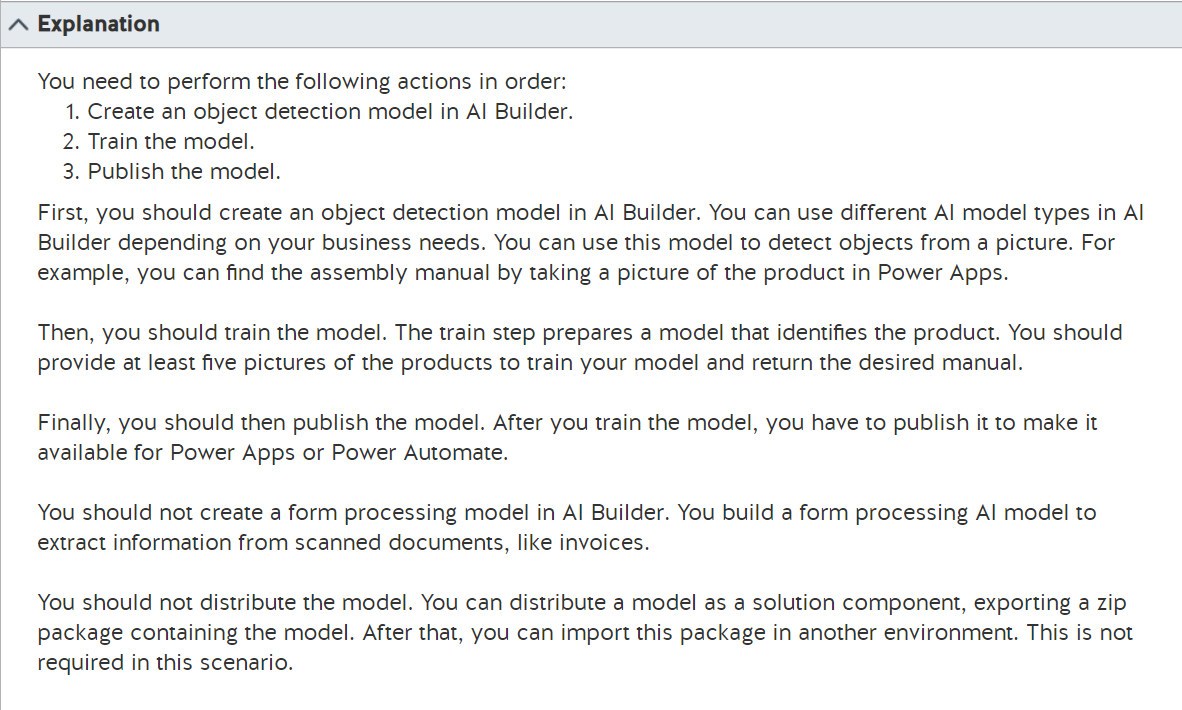 Explanation
You need to perform the following actions in order:
1. Create an object detection model in AI Builder.
2. Train the model.
3. Publish the model.
First, you should create an object detection model in AI Builder. You can use different AI model types in AI
Builder depending on your business needs. You can use this model to detect objects from a picture. For
example, you can find the assembly manual by taking a picture of the product in Power Apps.
Then, you should train the model. The train step prepares a model that identifies the product. You should
provide at least five pictures of the products to train your model and return the desired manual.
Finally, you should then publish the model. After you train the model, you have to publish it to make it
available for Power Apps or Power Automate.
You should not create a form processing model in AI Builder. You build a form processing AI model to
extract information from scanned documents, like invoices.
You should not distribute the model. You can distribute a model as a solution component, exporting a zip
package containing the model. After that, you can import this package in another environment. This is not
required in this scenario.